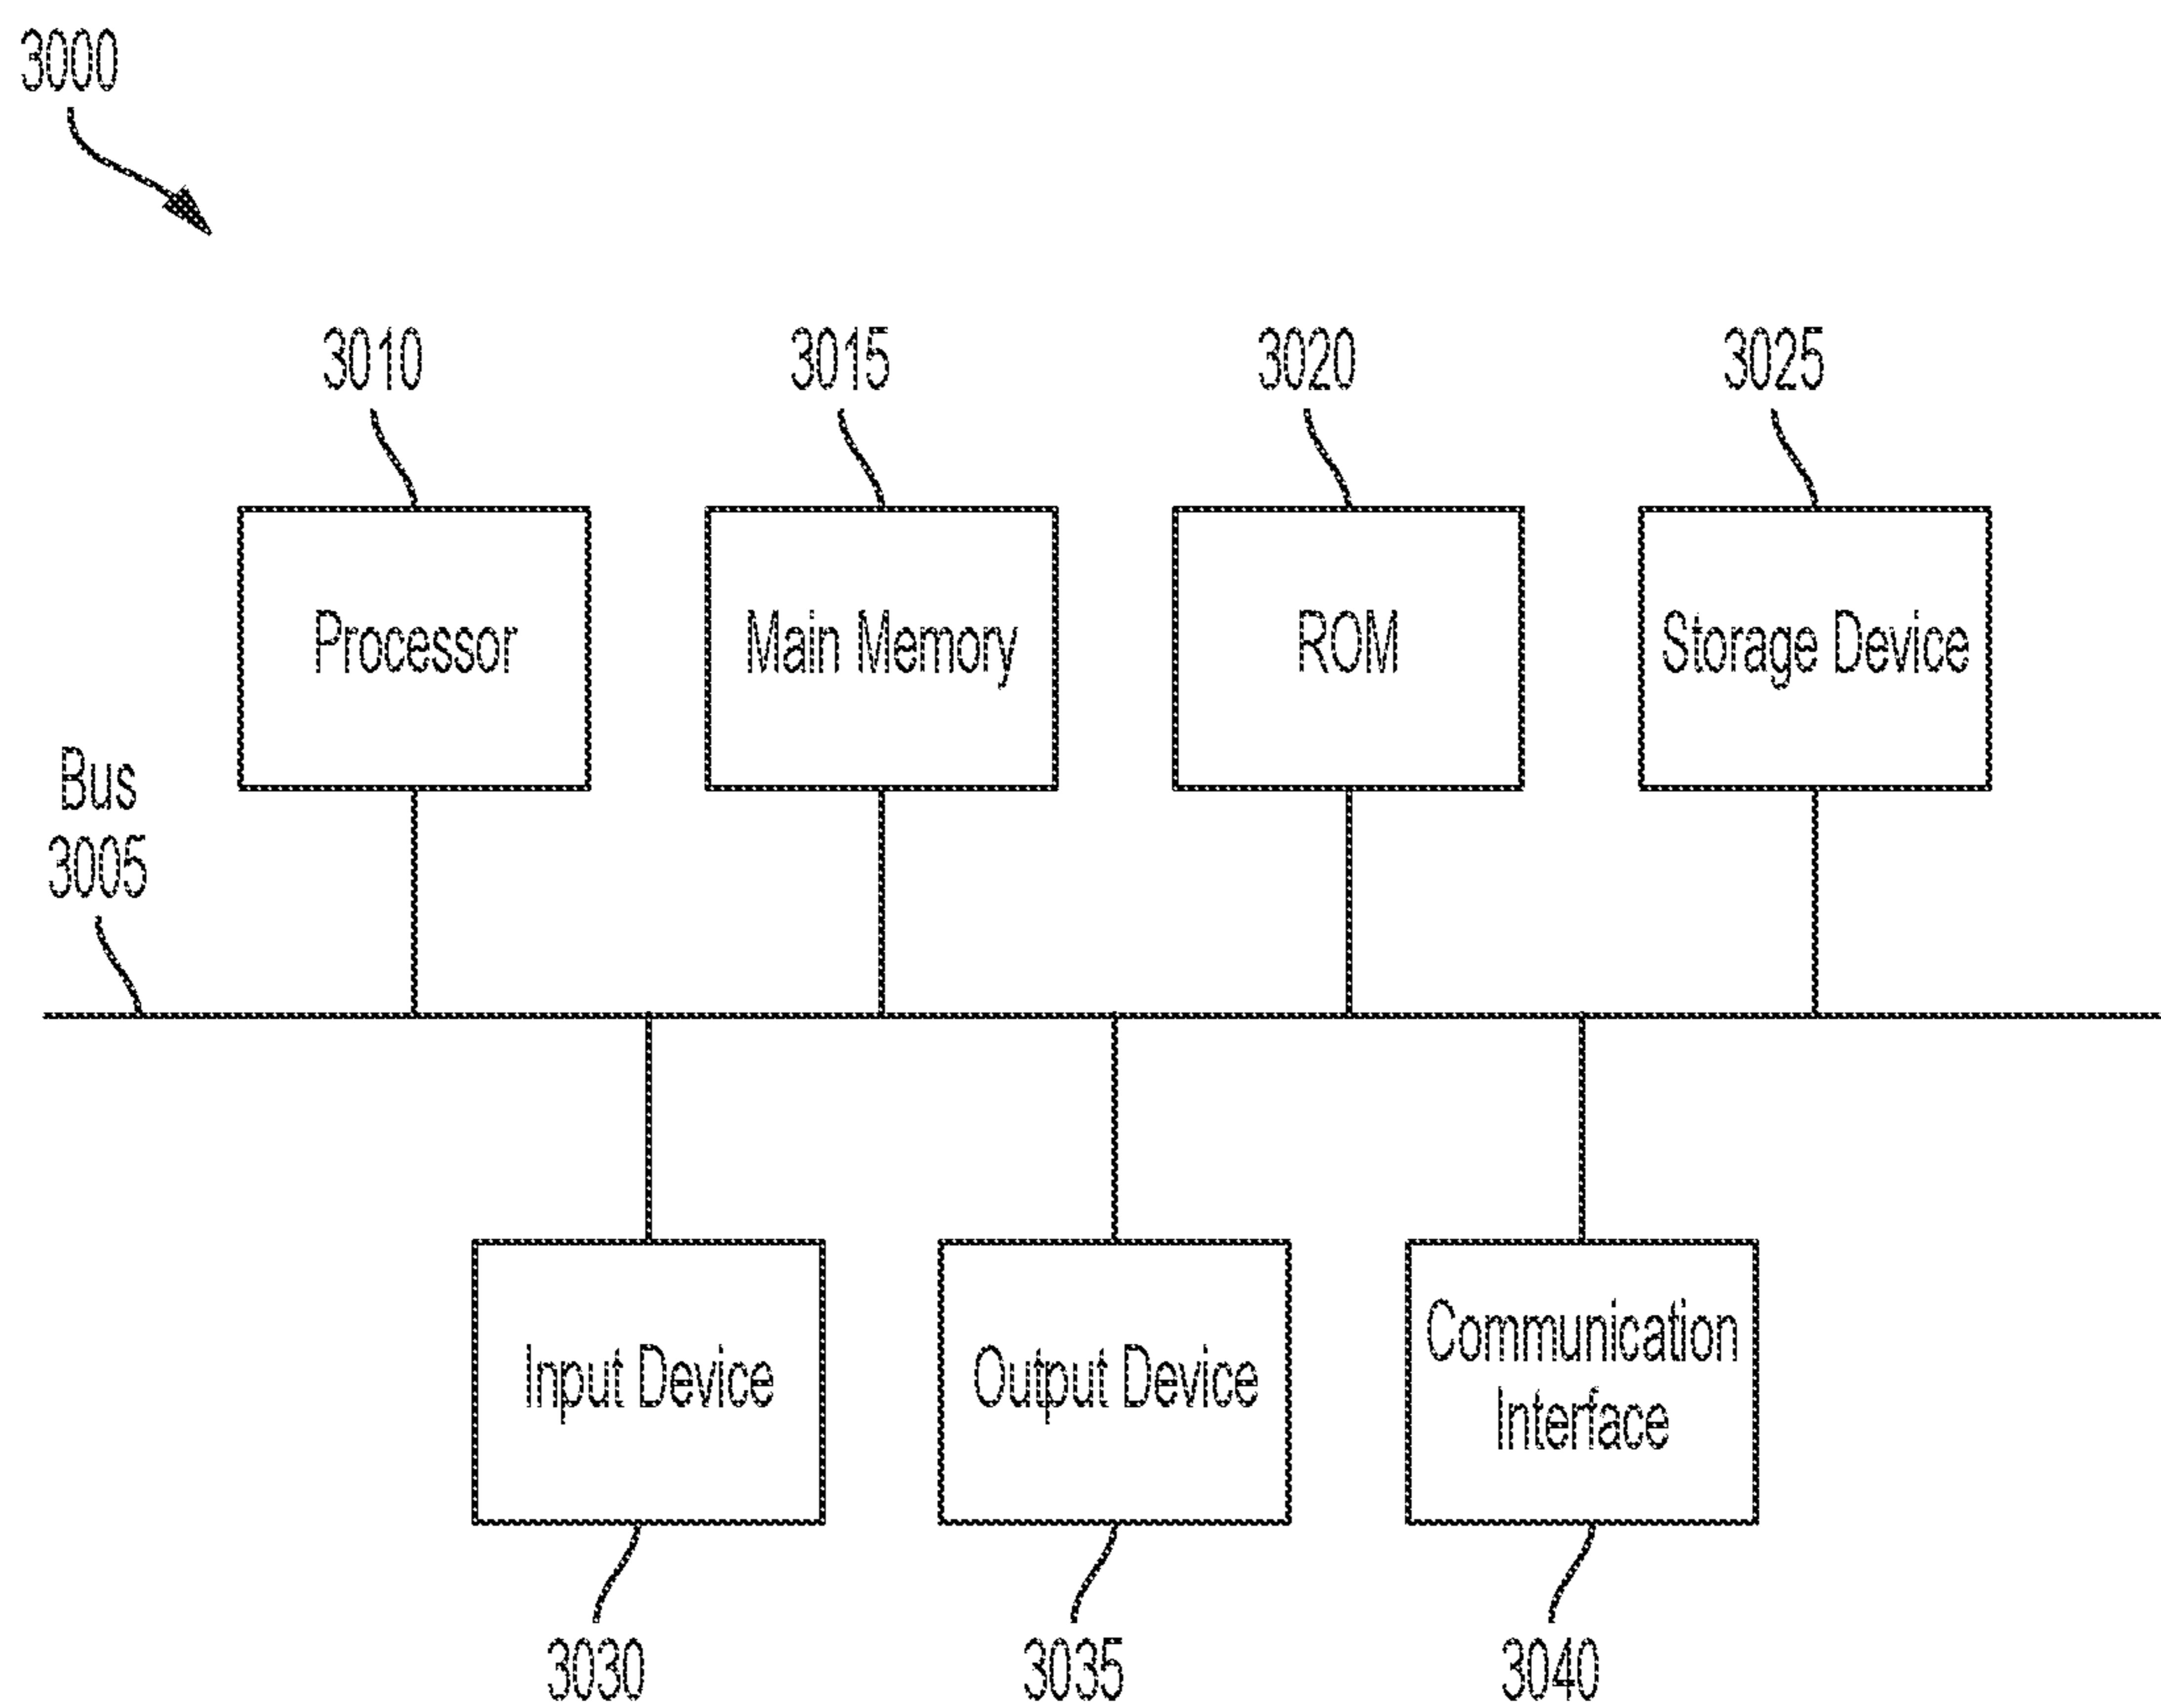 3000
3010
3015
3020
3025
Processor
Main Memory
ROM
Storage Device
Bus
3005
Input Device
Output Device
Communication
Interface
3030
3035
3040